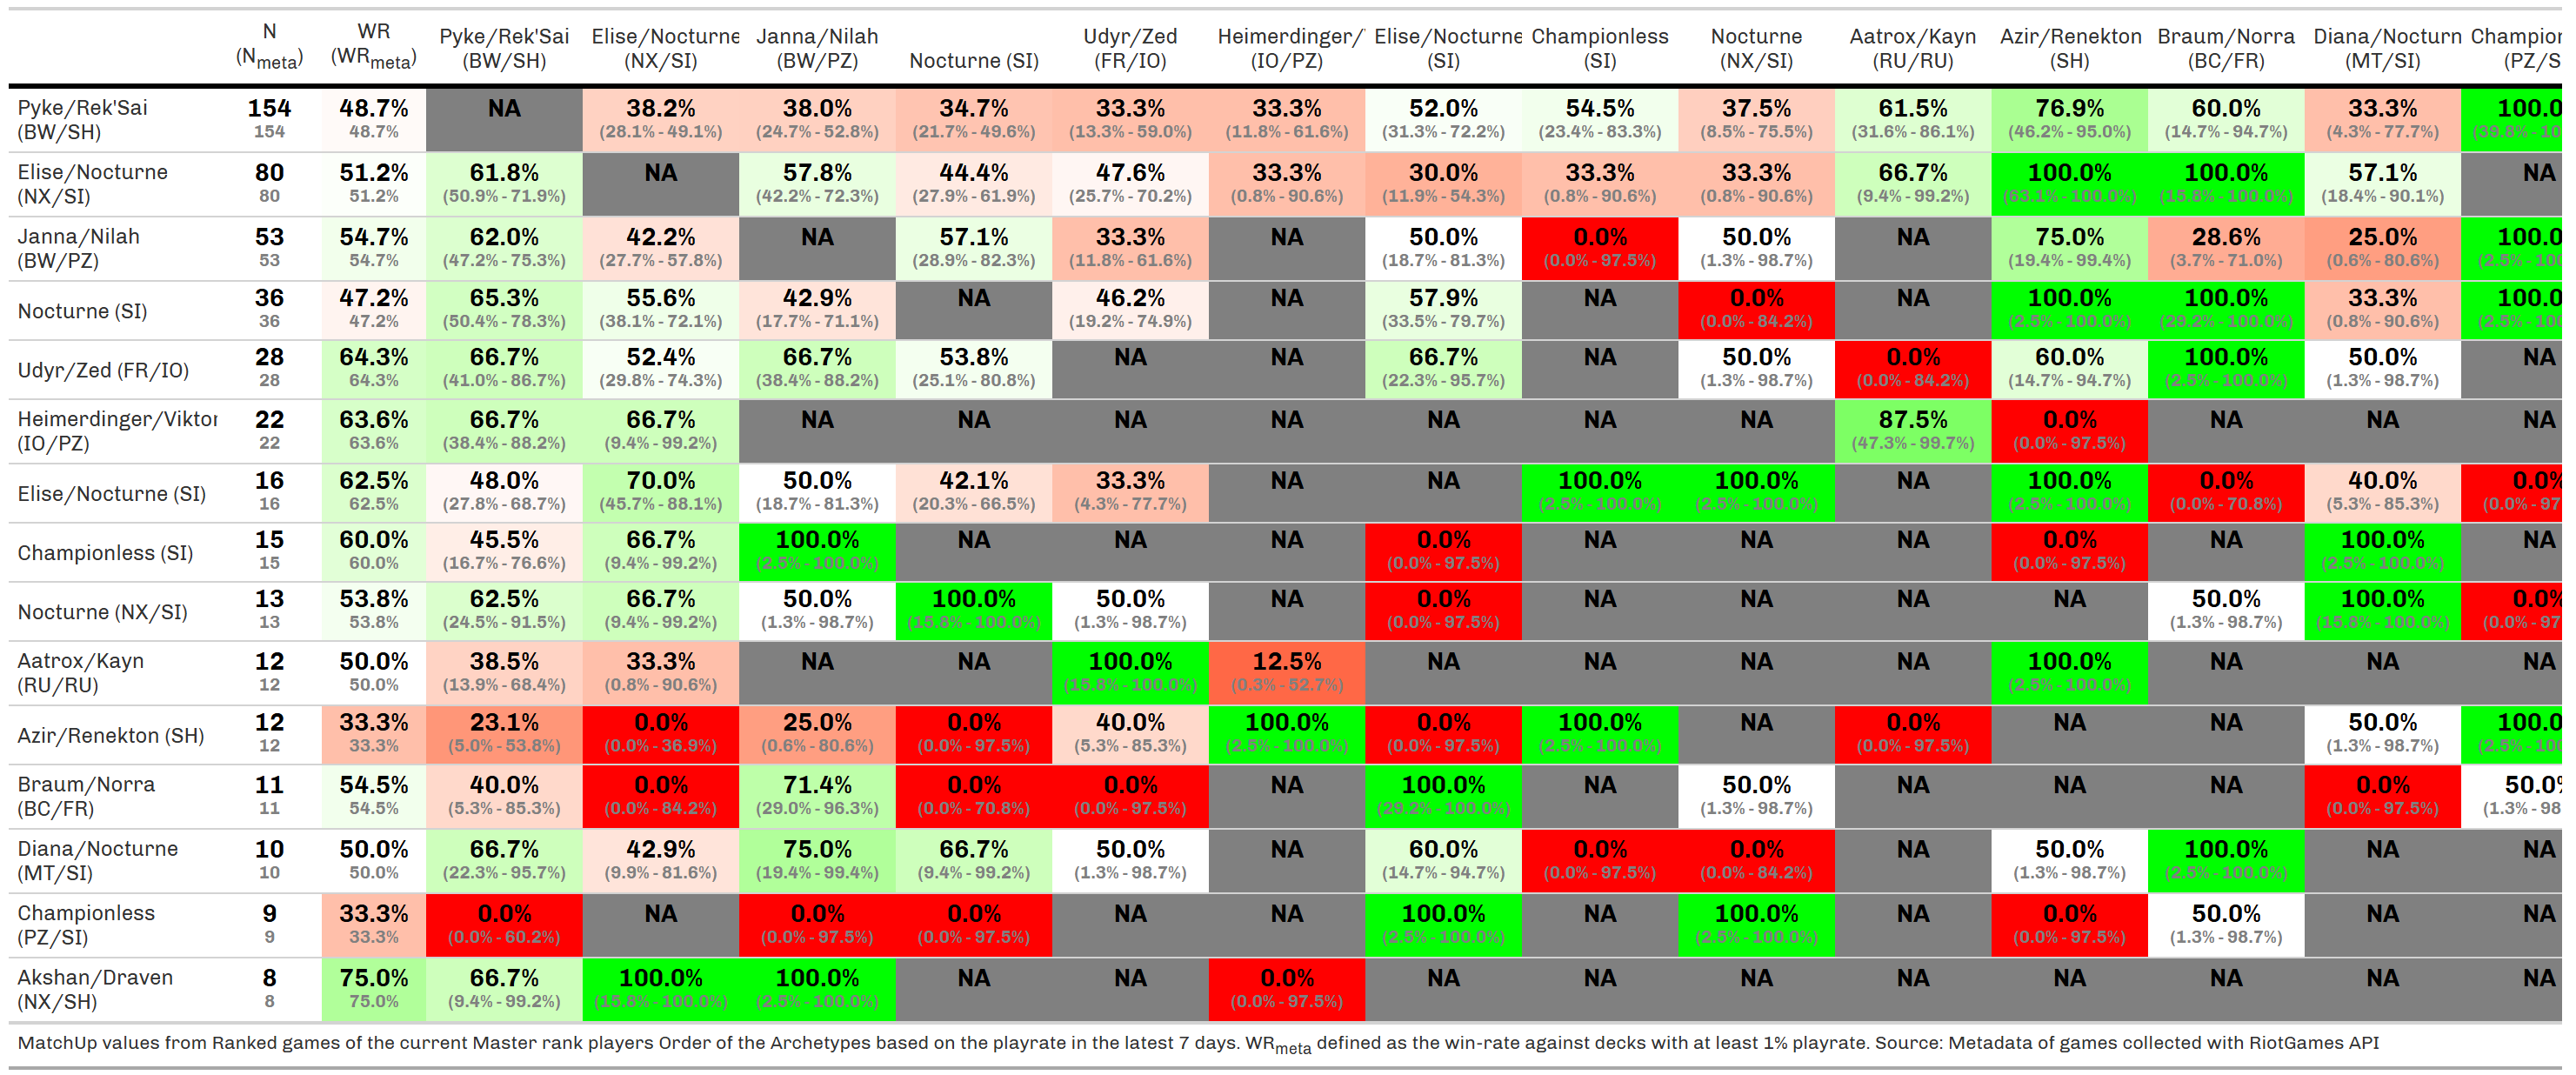 N WR Pyke/Rek'Sai Elise/Nocturne Janna/Nilah Nocturne (SI) Udyr/Zed Heimerdinger/ Elise/Nocturne Championless Nocturne Aatrox/Kayn Azir/Renekton Braum/Norra Diana/Nocturn Champion
(Nmeta) (WRmeta) (BW/SH) (NX/SI) (BW/PZ) (FR/IO) (IO/PZ) (SI) (SI) (NX/SI) (RU/RU) (SH) (BC/FR) (MT/SI) (PZ/S
Pyke/Rek'Sai 154 48.7% NA 38.2% 38.0% 34.7% 33.3% 33.3% 52.0% 54.5% 37.5% 61.5% 76.9% 60.0% 33.3% 100.0
(BW/SH) 154 48.7% (28.1% - 49.1%) (24.7% - 52.8%) (21.7% - 49.6%) (13.3% - 59.0%) (11.8% - 61.6%) (31.3% - 72.2%) (23.4% - 83.3%) (8.5% - 75.5%) (31.6% - 86.1%) (46.2% - 95.0%) (14.7% - 94.7%) (4.3% - 77.7%) (39.8% - 10
Elise/Nocturne 80 51.2% 61.8% NA 57.8% 44.4% 47.6% 33.3% 30.0% 33.3% 33.3% 66.7% 100.0% 100.0% 57.1% NA
(NX/SI) 80 51.2% (50.9% - 71.9%) (42.2% - 72.3%) (27.9% - 61.9%) (25.7% - 70.2%) (0.8% - 90.6%) (11.9% - 54.3%) (0.8% - 90.6%) (0.8% - 90.6%) (9.4% - 99.2%) (63.1% - 100.0%) (15.8% - 100.0%) (18.4% - 90.1%)
Janna/Nilah 53 54.7% 62.0% 42.2% NA 57.1% 33.3% NA 50.0% 0.0% 50.0% NA 75.0% 28.6% 25.0% 100.0
(BW/PZ) 53 54.7% (47.2% - 75.3%) (27.7% - 57.8%) (28.9% - 82.3%) (11.8% - 61.6%) (18.7% - 81.3%) (0.0% - 97.5%) (1.3% - 98.7%) (19.4% - 99.4%) (3.7% - 71.0%) (0.6% - 80.6%) (2.5% - 100
Nocturne (SI) 36 47.2% 65.3% 55.6% 42.9% NA 46.2% NA 57.9% NA 0.0% NA 100.0% 100.0% 33.3% 100.0
36 47.2% (50.4% - 78.3%) (38.1% - 72.1%) (17.7% - 71.1%) (19.2% - 74.9%) (33.5% - 79.7%) (0.0% - 84.2%) (2.5% - 100.0%) (29.2% - 100.0%) (0.8% - 90.6%) (2.5% - 100
Udyr/Zed (FR/IO) 28 64.3% 66.7% 52.4% 66.7% 53.8% NA NA 66.7% NA 50.0% 0.0% 60.0% 100.0% 50.0% NA
28 64.3% (41.0% - 86.7%) (29.8% - 74.3%) (38.4% - 88.2%) (25.1% - 80.8%) (22.3% - 95.7%) (1.3% - 98.7%) (0.0% - 84.2%) (14.7% - 94.7%) (2.5% - 100.0%) (1.3% - 98.7%)
Heimerdinger/Viktor 22 63.6% 66.7% 66.7% NA NA NA NA NA NA NA 87.5% 0.0% NA NA NA
(IO/PZ) 22 63.6% (38.4% - 88.2%) (9.4% - 99.2%) (47.3% - 99.7%) (0.0% - 97.5%)
Elise/Nocturne (SI) 16 62.5% 48.0% 70.0% 50.0% 42.1% 33.3% NA NA 100.0% 100.0% NA 100.0% 0.0% 40.0% 0.0%
16 62.5% (27.8% - 68.7%) (45.7% - 88.1%) (18.7% - 81.3%) (20.3% - 66.5%) (4.3% - 77.7%) (2.5% - 100.0%) (2.5% - 100.0%) (2.5% - 100.0%) (0.0% - 70.8%) (5.3% - 85.3%) (0.0% - 97
Championless (SI) 15 60.0% 45.5% 66.7% 100.0% NA NA NA 0.0% NA NA NA 0.0% NA 100.0% NA
15 60.0% (16.7% - 76.6%) (9.4% - 99.2%) (2.5% - 100.0%) (0.0% - 97.5%) (0.0% - 97.5%) (2.5% - 100.0%)
Nocturne (NX/SI) 13 53.8% 62.5% 66.7% 50.0% 100.0% 50.0% NA 0.0% NA NA NA NA 50.0% 100.0% 0.0%
13 53.8% (24.5% - 91.5%) (9.4% - 99.2%) (1.3% - 98.7%) (15.8% - 100.0%) (1.3% - 98.7%) (0.0% - 97.5%) (1.3% - 98.7%) (15.8% - 100.0%) (0.0% - 97
Aatrox/Kayn 12 50.0% 38.5% 33.3% NA NA 100.0% 12.5% NA NA NA NA 100.0% NA NA NA
(RU/RU) 12 50.0% (13.9% - 68.4%) (0.8% - 90.6%) (15.8% - 100.0%) (0.3% - 52.7%) (2.5% - 100.0%)
Azir/Renekton (SH) 12 33.3% 23.1% 0.0% 25.0% 0.0% 40.0% 100.0% 0.0% 100.0% NA 0.0% NA NA 50.0% 100.0
12 33.3% (5.0% - 53.8%) (0.0% - 36.9%) (0.6% - 80.6%) (0.0% - 97.5%) (5.3% - 85.3%) (2.5% - 100.0%) (0.0% - 97.5%) (2.5% - 100.0%) (0.0% - 97.5%) (1.3% - 98.7%) (2.5% - 100
Braum/Norra 11 54.5% 40.0% 0.0% 71.4% 0.0% 0.0% NA 100.0% NA 50.0% NA NA NA 0.0% 50.0%
(BC/FR) 11 54.5% (5.3% - 85.3%) (0.0% - 84.2%) (29.0% - 96.3%) (0.0% - 70.8%) (0.0% - 97.5%) (29.2% - 100.0%) (1.3% - 98.7%) (0.0% - 97.5%) (1.3% - 98
Diana/Nocturne 10 50.0% 66.7% 42.9% 75.0% 66.7% 50.0% NA 60.0% 0.0% 0.0% NA 50.0% 100.0% NA NA
(MT/SI) 10 50.0% (22.3% - 95.7%) (9.9% - 81.6%) (19.4% - 99.4%) (9.4% - 99.2%) (1.3% - 98.7%) (14.7% - 94.7%) (0.0% - 97.5%) (0.0% - 84.2%) (1.3% - 98.7%) (2.5% - 100.0%)
Championless 9 33.3% 0.0% NA 0.0% 0.0% NA NA 100.0% NA 100.0% NA 0.0% 50.0% NA NA
(PZ/SI) 9 33.3% (0.0% - 60.2%) (0.0% - 97.5%) (0.0% - 97.5%) (2.5% - 100.0%) (2.5% - 100.0%) (0.0% - 97.5%) (1.3% - 98.7%)
Akshan/Draven 8 75.0% 66.7% 100.0% 100.0% NA NA 0.0% NA NA NA NA NA NA NA NA
(NX/SH) 8 75.0% (9.4% - 99.2%) (15.8% - 100.0%) (2.5% - 100.0%) (0.0% - 97.5%)
MatchUp values from Ranked games of the current Master rank players Order of the Archetypes based on the playrate in the latest 7 days. WRmeta defined as the win-rate against decks with at least 1% playrate. Source: Metadata of games collected with RiotGames API